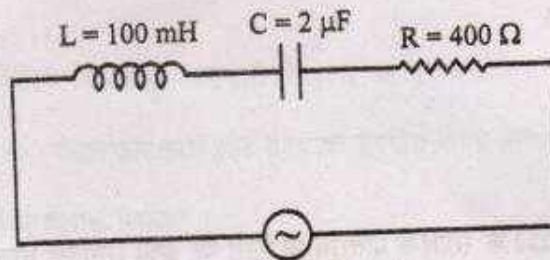 L = 100 mH
C = 2 μF
R = 400 Ω
~